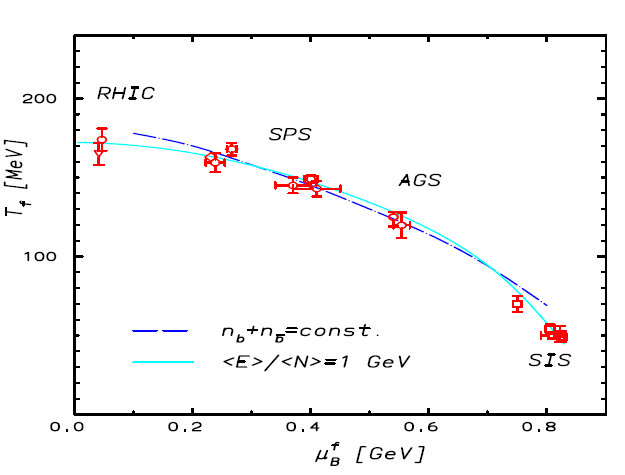 RHIC
200
SPS
AGS
T_f [MeV]
100
n_b+n_b̅=const.
<E>/<N>=1 GeV
SIS
0.0 0.2 0.4 0.6 0.8
μ_B^f [GeV]